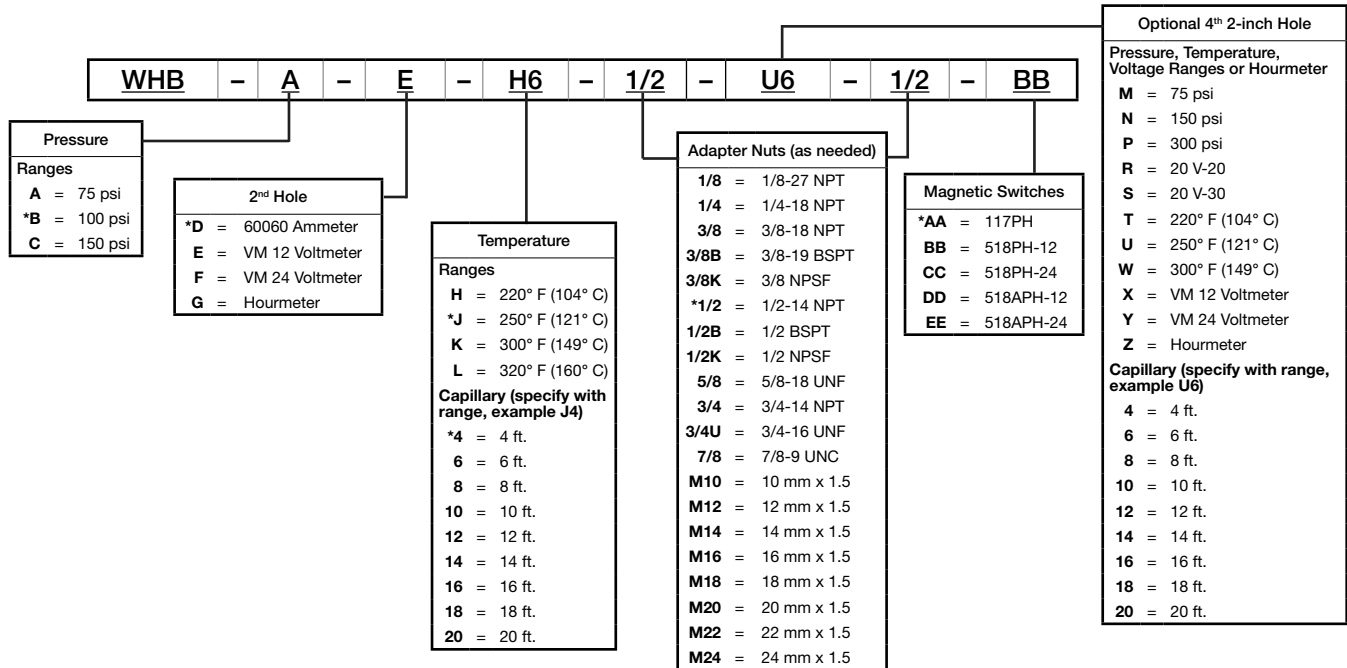 WHB – A – E – H6 – 1/2 – U6 – 1/2 – BB
Pressure
Ranges
A = 75 psi
*B = 100 psi
C = 150 psi
2nd Hole
*D = 60060 Ammeter
E = VM 12 Voltmeter
F = VM 24 Voltmeter
G = Hourmeter
Temperature
Ranges
H = 220° F (104° C)
*J = 250° F (121° C)
K = 300° F (149° C)
L = 320° F (160° C)
Capillary (specify with
range, example J4)
*4 = 4 ft.
6 = 6 ft.
8 = 8 ft.
10 = 10 ft.
12 = 12 ft.
14 = 14 ft.
16 = 16 ft.
18 = 18 ft.
20 = 20 ft.
Adapter Nuts (as needed)
1/8 = 1/8-27 NPT
1/4 = 1/4-18 NPT
3/8 = 3/8-18 NPT
3/8B = 3/8-19 BSPT
3/8K = 3/8 NPSF
*1/2 = 1/2-14 NPT
1/2B = 1/2 BSPT
1/2K = 1/2 NPSF
5/8 = 5/8-18 UNF
3/4 = 3/4-14 NPT
3/4U = 3/4-16 UNF
7/8 = 7/8-9 UNC
M10 = 10 mm x 1.5
M12 = 12 mm x 1.5
M14 = 14 mm x 1.5
M16 = 16 mm x 1.5
M18 = 18 mm x 1.5
M20 = 20 mm x 1.5
M22 = 22 mm x 1.5
M24 = 24 mm x 1.5
Magnetic Switches
*AA = 117PH
BB = 518PH-12
CC = 518PH-24
DD = 518APH-12
EE = 518APH-24
Optional 4th 2-inch Hole
Pressure, Temperature,
Voltage Ranges or Hourmeter
M = 75 psi
N = 150 psi
P = 300 psi
R = 20 V-20
S = 20 V-30
T = 220° F (104° C)
U = 250° F (121° C)
W = 300° F (149° C)
X = VM 12 Voltmeter
Y = VM 24 Voltmeter
Z = Hourmeter
Capillary (specify with range,
example U6)
4 = 4 ft.
6 = 6 ft.
8 = 8 ft.
10 = 10 ft.
12 = 12 ft.
14 = 14 ft.
16 = 16 ft.
18 = 18 ft.
20 = 20 ft.